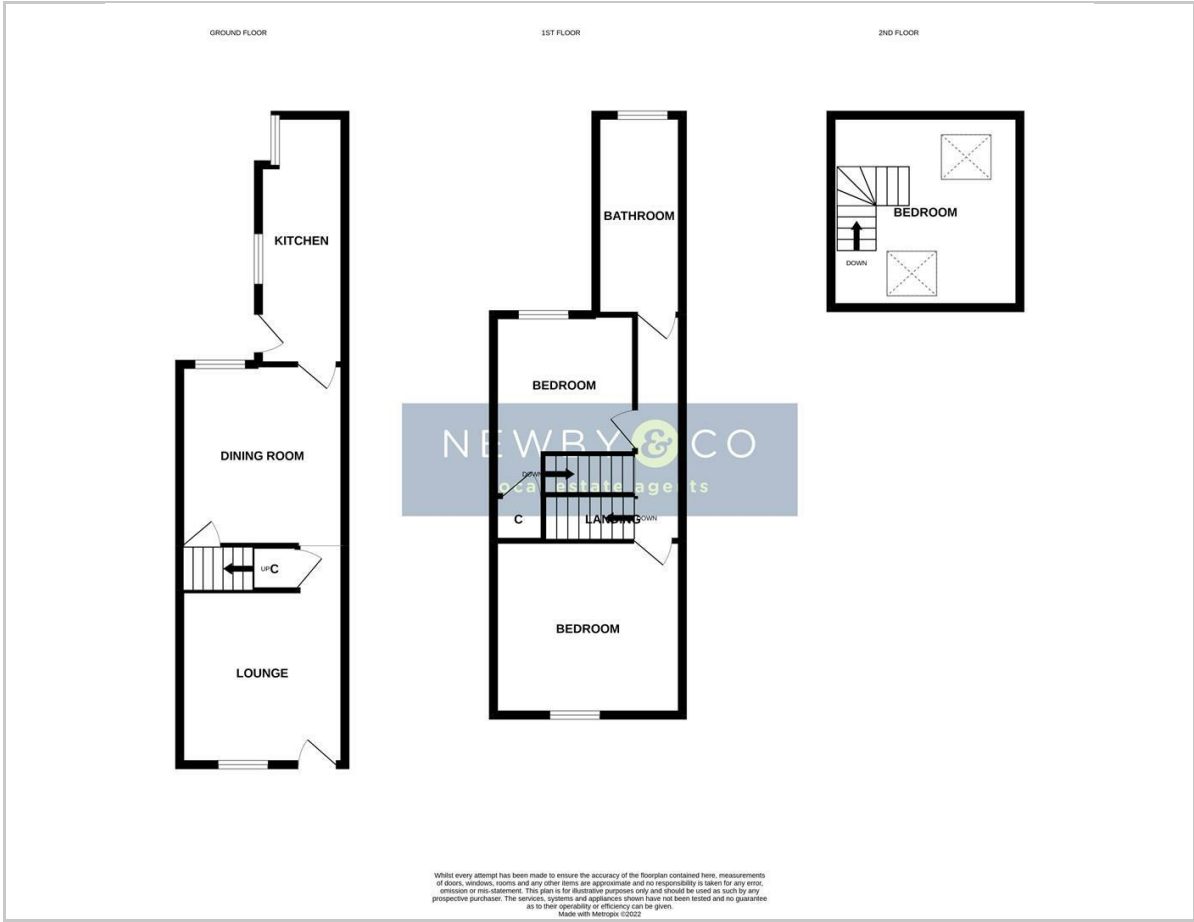 GROUND FLOOR
1ST FLOOR
2ND FLOOR
KITCHEN
DINING ROOM
UP
C
LOUNGE
BATHROOM
BEDROOM
NEWBY & CO
local estate agents
DOWN
C
LANDING
DOWN
BEDROOM
BEDROOM
DOWN
Whilst every attempt has been made to ensure the accuracy of the floorplan contained here, measurements
of doors, windows, rooms and any other items are approximate and no responsibility is taken for any error,
omission or mis-statement. This plan is for illustrative purposes only and should be used as such by any
prospective purchaser. The services, systems and appliances shown have not been tested and no guarantee
as to their operability or efficiency can be given.
Made with Metropix ©2022